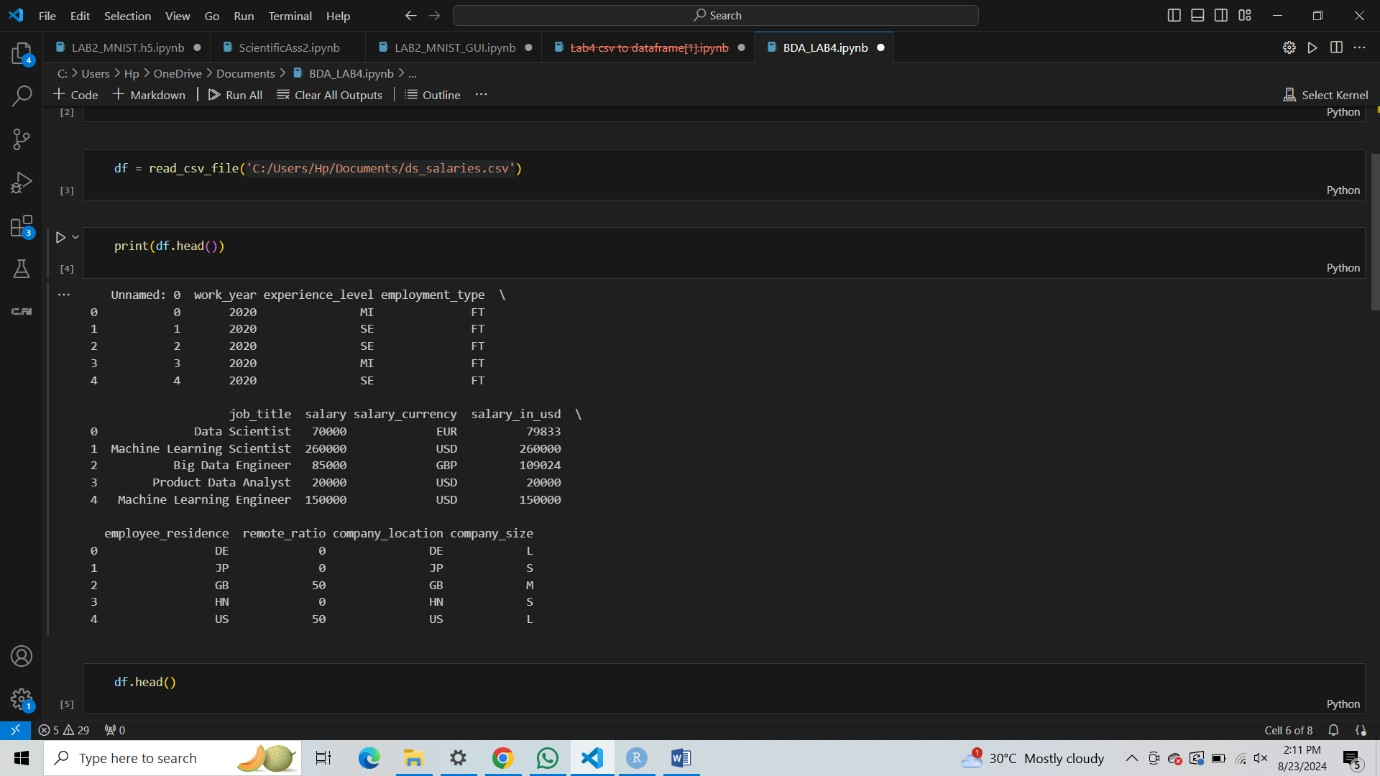 File Edit Selection View Go Run Terminal Help Search
LAB2_MNIST.h5.ipynb ScientificAss2.ipynb LAB2_MNIST_GUI.ipynb Lab4 csv to dataframe[1].ipynb BDA_LAB4.ipynb
C: > Users > Hp > OneDrive > Documents > BDA_LAB4.ipynb > ...
+ Code + Markdown Run All Clear All Outputs Outline ... Select Kernel
[2] Python
df = read_csv_file('C:/Users/Hp/Documents/ds_salaries.csv')
[3] Python
print(df.head())
[4] Python
... Unnamed: 0 work_year experience_level employment_type \
0 0 2020 MI FT
1 1 2020 SE FT
2 2 2020 SE FT
3 3 2020 MI FT
4 4 2020 SE FT
job_title salary salary_currency salary_in_usd \
0 Data Scientist 70000 EUR 79833
1 Machine Learning Scientist 260000 USD 260000
2 Big Data Engineer 85000 GBP 109024
3 Product Data Analyst 20000 USD 20000
4 Machine Learning Engineer 150000 USD 150000
employee_residence remote_ratio company_location company_size
0 DE 0 DE L
1 JP 0 JP S
2 GB 50 GB M
3 HN 0 HN S
4 US 50 US L
df.head()
[5] Python
5 29 0 Cell 6 of 8
Type here to search R 1 30°C Mostly cloudy 2:11 PM
8/23/2024 5
4
3
1